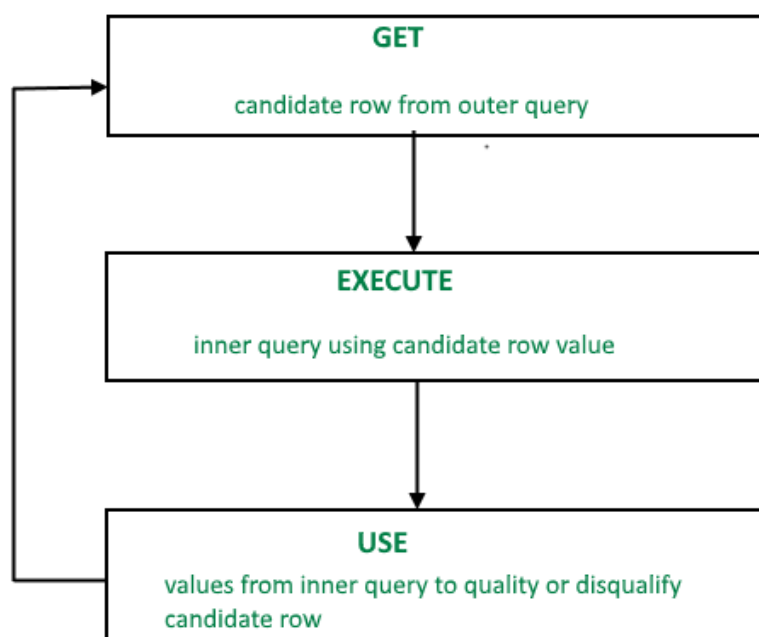 GET
candidate row from outer query
EXECUTE
inner query using candidate row value
USE
values from inner query to quality or disqualify
candidate row